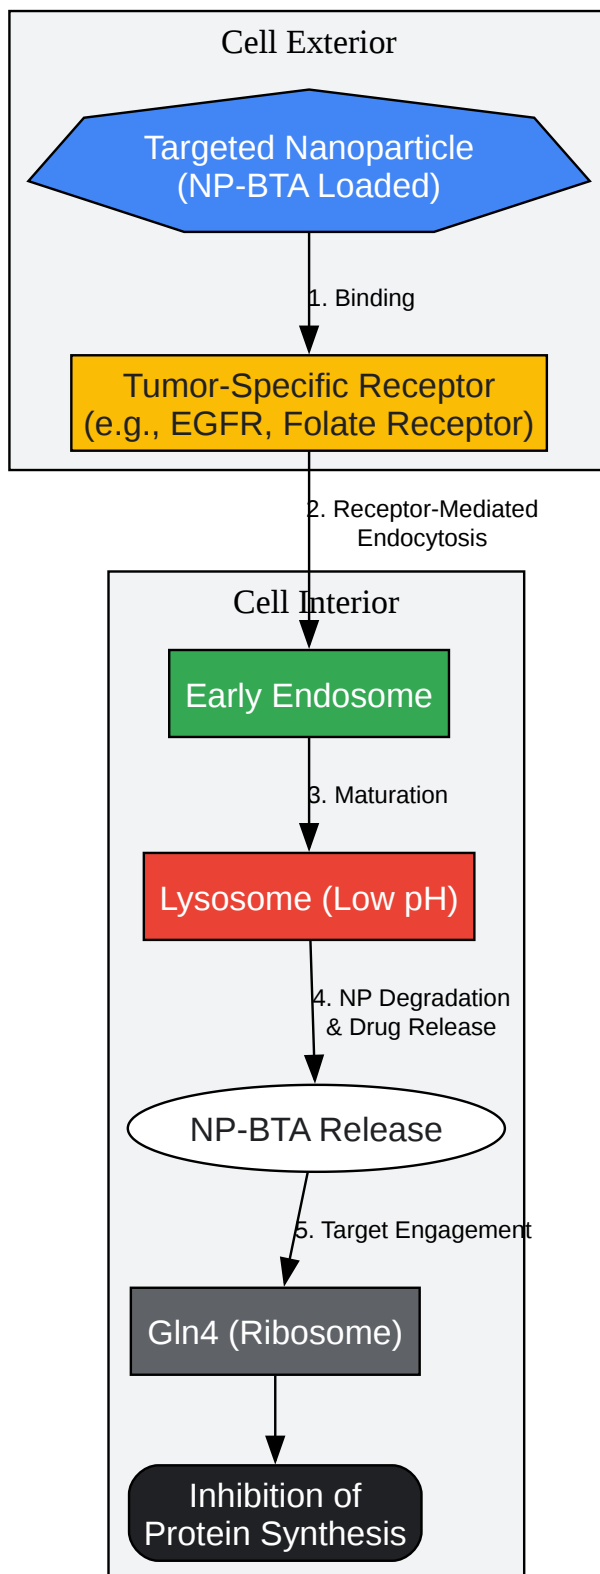 Cell Exterior
Targeted Nanoparticle
(NP-BTA Loaded)
1. Binding
Tumor-Specific Receptor
(e.g., EGFR, Folate Receptor)
2. Receptor-Mediated
Endocytosis
Cell Interior
Early Endosome
3. Maturation
Lysosome (Low pH)
4. NP Degradation
& Drug Release
NP-BTA Release
5. Target Engagement
Gln4 (Ribosome)
Inhibition of
Protein Synthesis